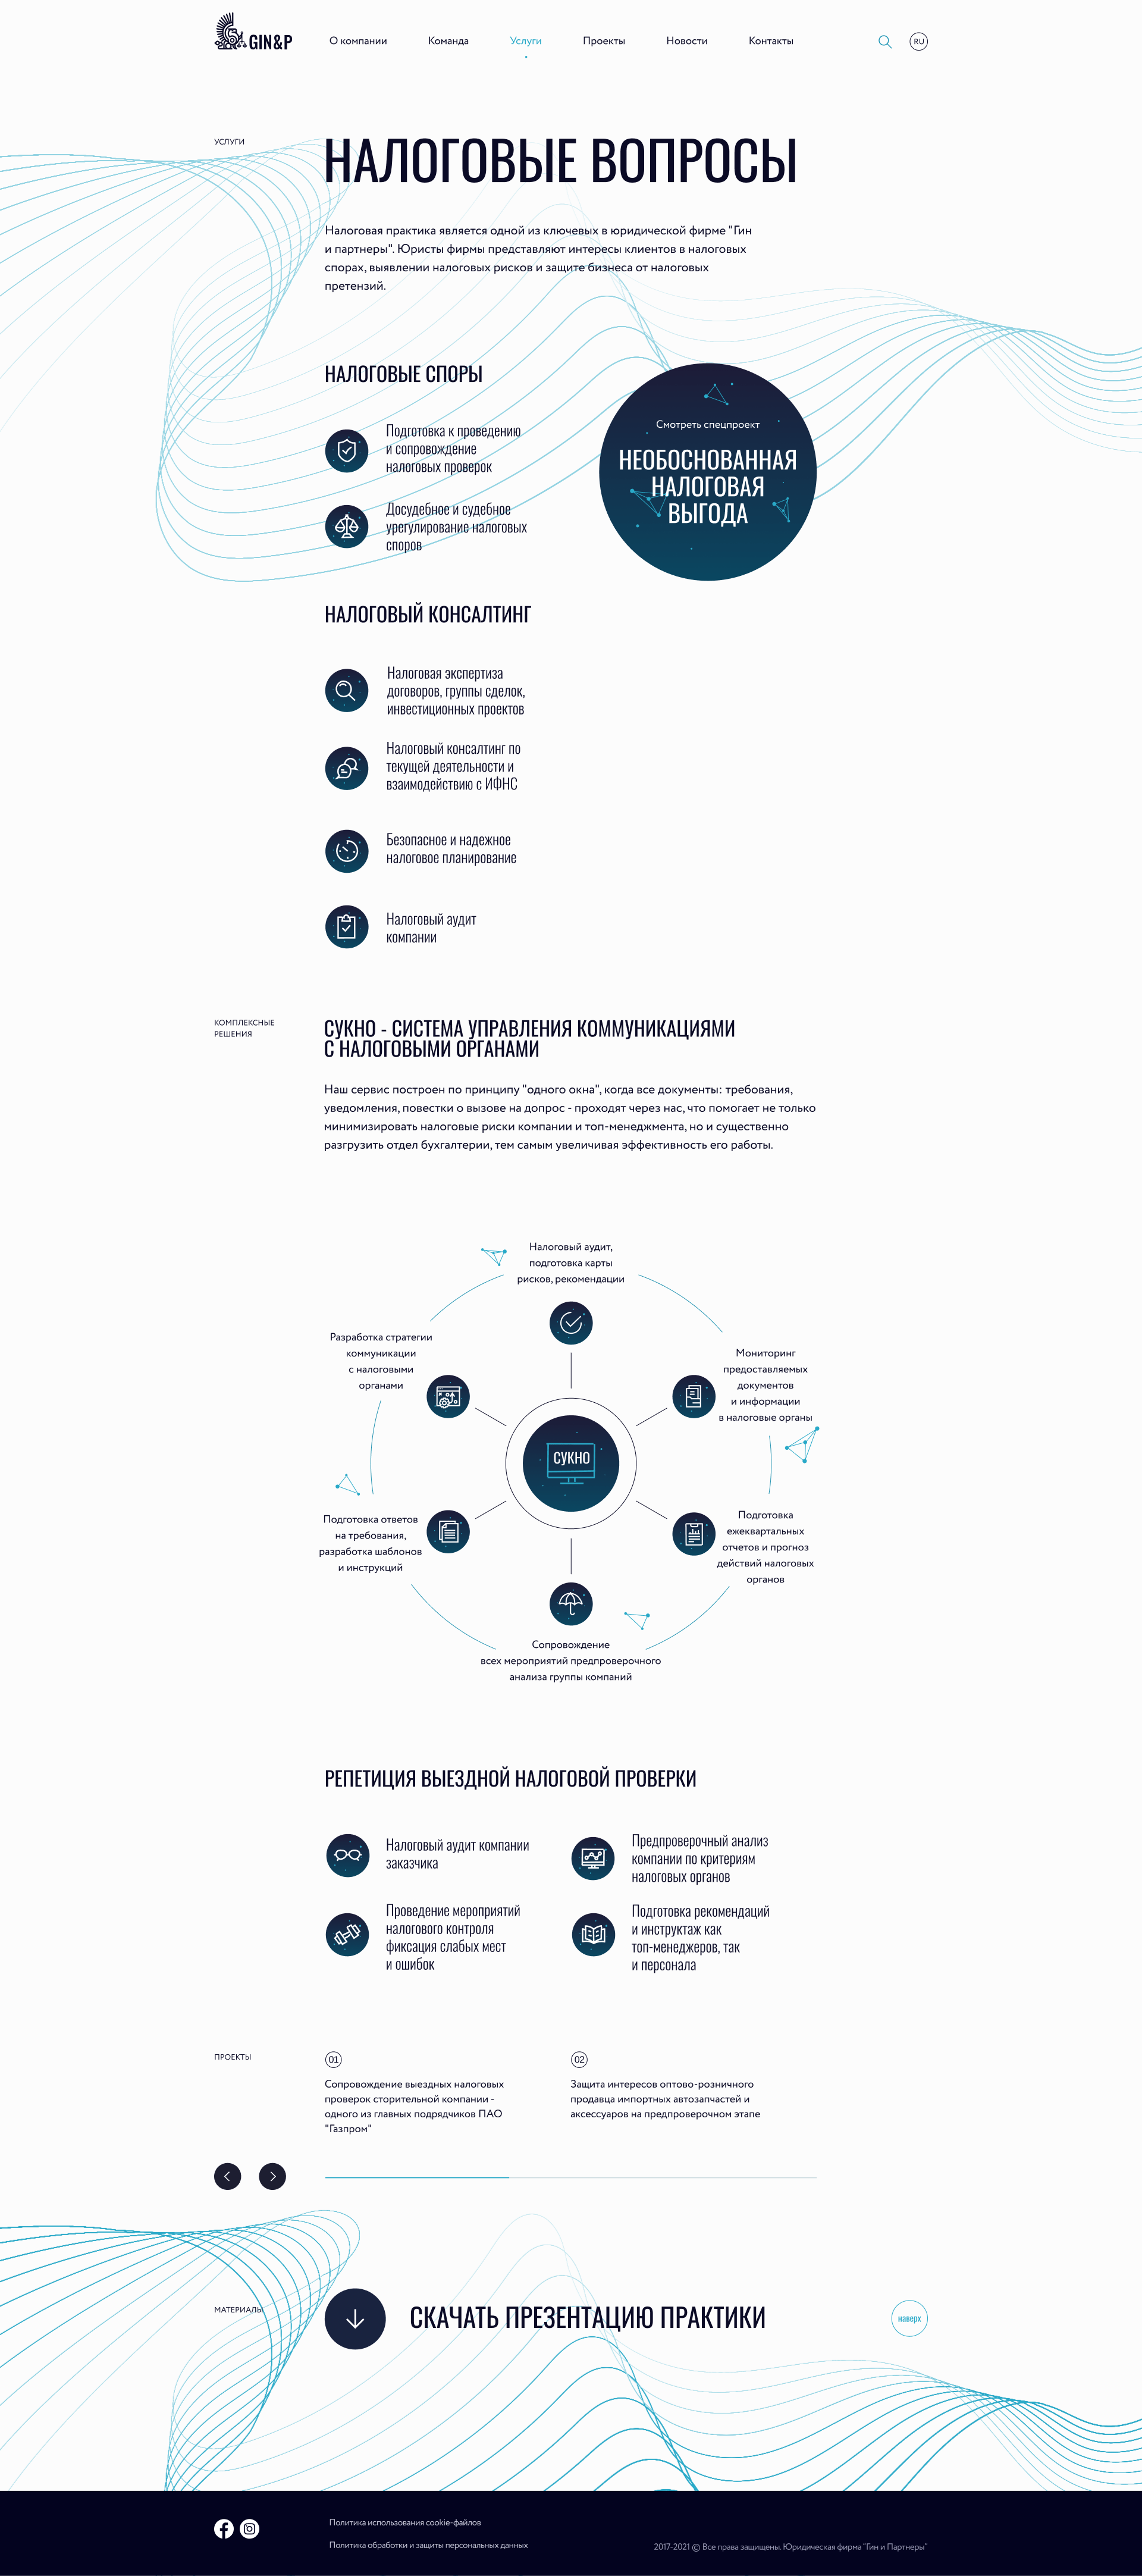 GIN&P
О компании
Команда
Услуги
Проекты
Новости
Контакты
RU
УСЛУГИ
НАЛОГОВЫЕ ВОПРОСЫ
Налоговая практика является одной из ключевых в юридической фирме "Гин
и партнеры". Юристы фирмы представляют интересы клиентов в налоговых
спорах, выявлении налоговых рисков и защите бизнеса от налоговых
претензий.
НАЛОГОВЫЕ СПОРЫ
Подготовка к проведению
и сопровождение
налоговых проверок
Досудебное и судебное
урегулирование налоговых
споров
Смотреть спецпроект
НЕОБОСНОВАННАЯ
НАЛОГОВАЯ
ВЫГОДА
НАЛОГОВЫЙ КОНСАЛТИНГ
Налоговая экспертиза
договоров, группы сделок,
инвестиционных проектов
Налоговый консалтинг по
текущей деятельности и
взаимодействию с ИФНС
Безопасное и надежное
налоговое планирование
Налоговый аудит
компании
КОМПЛЕКСНЫЕ
РЕШЕНИЯ
СУКНО - СИСТЕМА УПРАВЛЕНИЯ КОММУНИКАЦИЯМИ
С НАЛОГОВЫМИ ОРГАНАМИ
Наш сервис построен по принципу "одного окна", когда все документы: требования,
уведомления, повестки о вызове на допрос - проходят через нас, что помогает не только
минимизировать налоговые риски компании и топ-менеджмента, но и существенно
разгрузить отдел бухгалтерии, тем самым увеличивая эффективность его работы.
Налоговый аудит,
подготовка карты
рисков, рекомендации
Разработка стратегии
коммуникации
с налоговыми
органами
Мониторинг
предоставляемых
документов
и информации
в налоговые органы
СУКНО
Подготовка ответов
на требования,
разработка шаблонов
и инструкций
Подготовка
ежеквартальных
отчетов и прогноз
действий налоговых
органов
Сопровождение
всех мероприятий предпроверочного
анализа группы компаний
РЕПЕТИЦИЯ ВЫЕЗДНОЙ НАЛОГОВОЙ ПРОВЕРКИ
Налоговый аудит компании
заказчика
Предпроверочный анализ
компании по критериям
налоговых органов
Проведение мероприятий
налогового контроля
фиксация слабых мест
и ошибок
Подготовка рекомендаций
и инструктаж как
топ-менеджеров, так
и персонала
ПРОЕКТЫ
01
Сопровождение выездных налоговых
проверок сторительной компании -
одного из главных подрядчиков ПАО
"Газпром"
02
Защита интересов оптово-розничного
продавца импортных автозапчастей и
аксессуаров на предпроверочном этапе
МАТЕРИАЛЫ
СКАЧАТЬ ПРЕЗЕНТАЦИЮ ПРАКТИКИ
наверх
Политика использования cookie-файлов
Политика обработки и защиты персональных данных
2017-2021 © Все права защищены. Юридическая фирма "Гин и Партнеры"